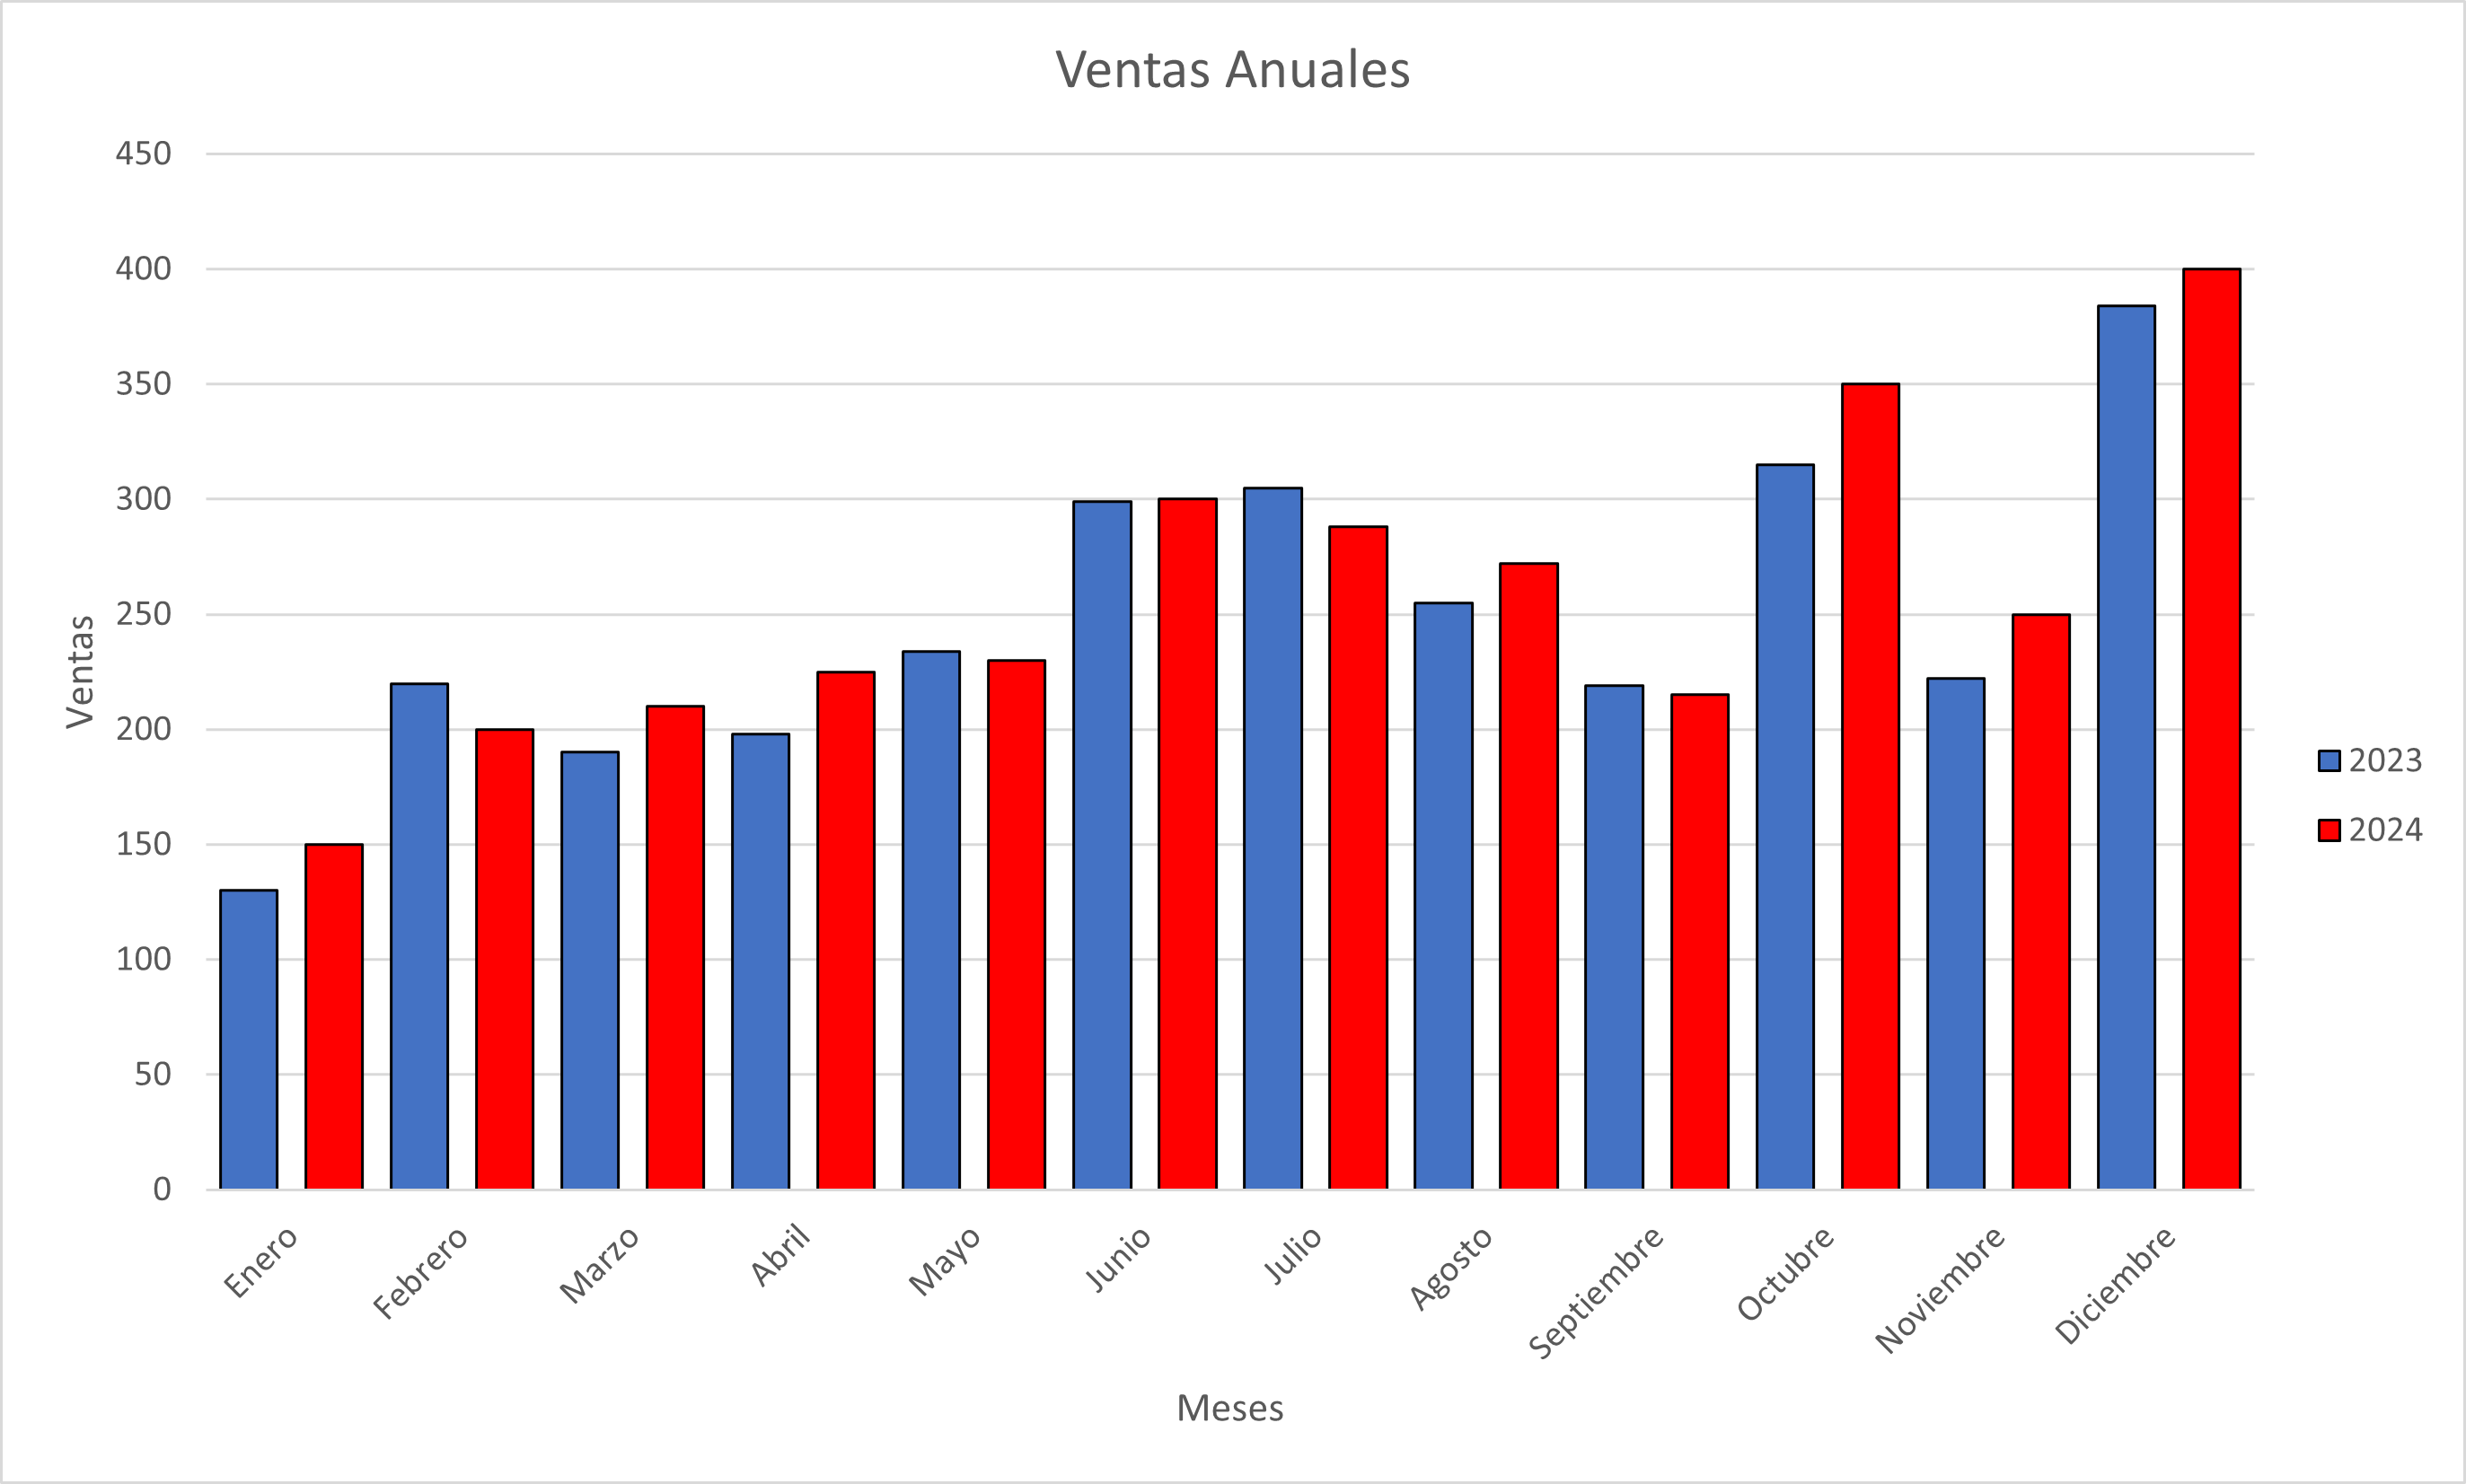 Ventas Anuales
450
400
350
300
250
200
150
100
50
0
Ventas
Enero
Febrero
Marzo
Abril
Mayo
Junio
Julio
Agosto
Septiembre
Octubre
Noviembre
Diciembre
Meses
2023
2024